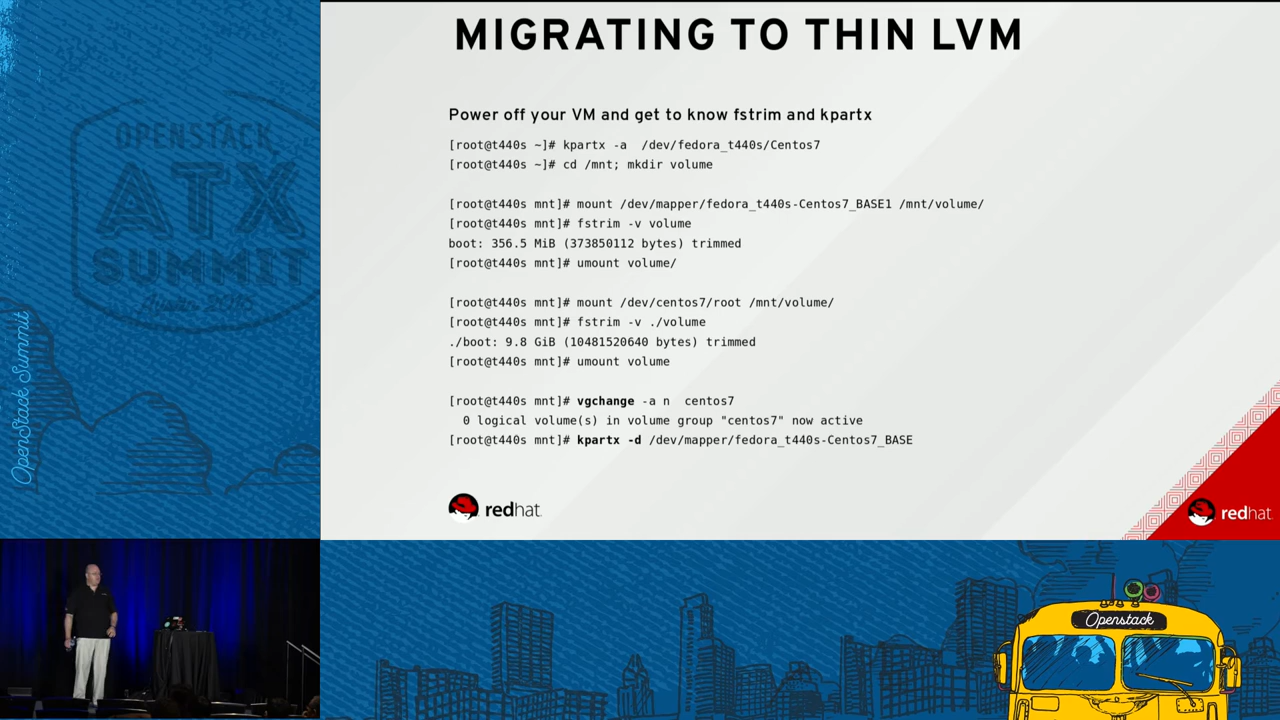 MIGRATING TO THIN LVM
Power off your VM and get to know fstrim and kpartx
[root@t440s ~]# kpartx -a  /dev/fedora_t440s/Centos7
[root@t440s ~]# cd /mnt; mkdir volume
[root@t440s mnt]# mount /dev/mapper/fedora_t440s-Centos7_BASE1 /mnt/volume/
[root@t440s mnt]# fstrim -v volume
boot: 356.5 MiB (373850112 bytes) trimmed
[root@t440s mnt]# umount volume/
[root@t440s mnt]# mount /dev/centos7/root /mnt/volume/
[root@t440s mnt]# fstrim -v ./volume
./boot: 9.8 GiB (10481520640 bytes) trimmed
[root@t440s mnt]# umount volume
[root@t440s mnt]# vgchange -a n  centos7
  0 logical volume(s) in volume group "centos7" now active
[root@t440s mnt]# kpartx -d /dev/mapper/fedora_t440s-Centos7_BASE
redhat.
redhat.
OPENSTACK
ATX
SUMMIT
Austin 2016
OpenStack Summit
Openstack